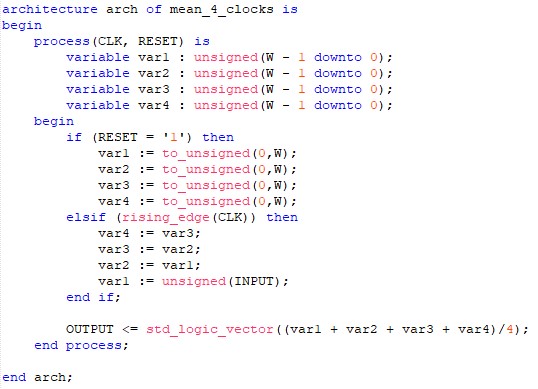 architecture arch of mean_4_clocks is
begin
    process(CLK, RESET) is
        variable var1 : unsigned(W - 1 downto 0);
        variable var2 : unsigned(W - 1 downto 0);
        variable var3 : unsigned(W - 1 downto 0);
        variable var4 : unsigned(W - 1 downto 0);
    begin
        if (RESET = '1') then
            var1 := to_unsigned(0,W);
            var2 := to_unsigned(0,W);
            var3 := to_unsigned(0,W);
            var4 := to_unsigned(0,W);
        elsif (rising_edge(CLK)) then
            var4 := var3;
            var3 := var2;
            var2 := var1;
            var1 := unsigned(INPUT);
        end if;

        OUTPUT <= std_logic_vector((var1 + var2 + var3 + var4)/4);
    end process;

end arch;